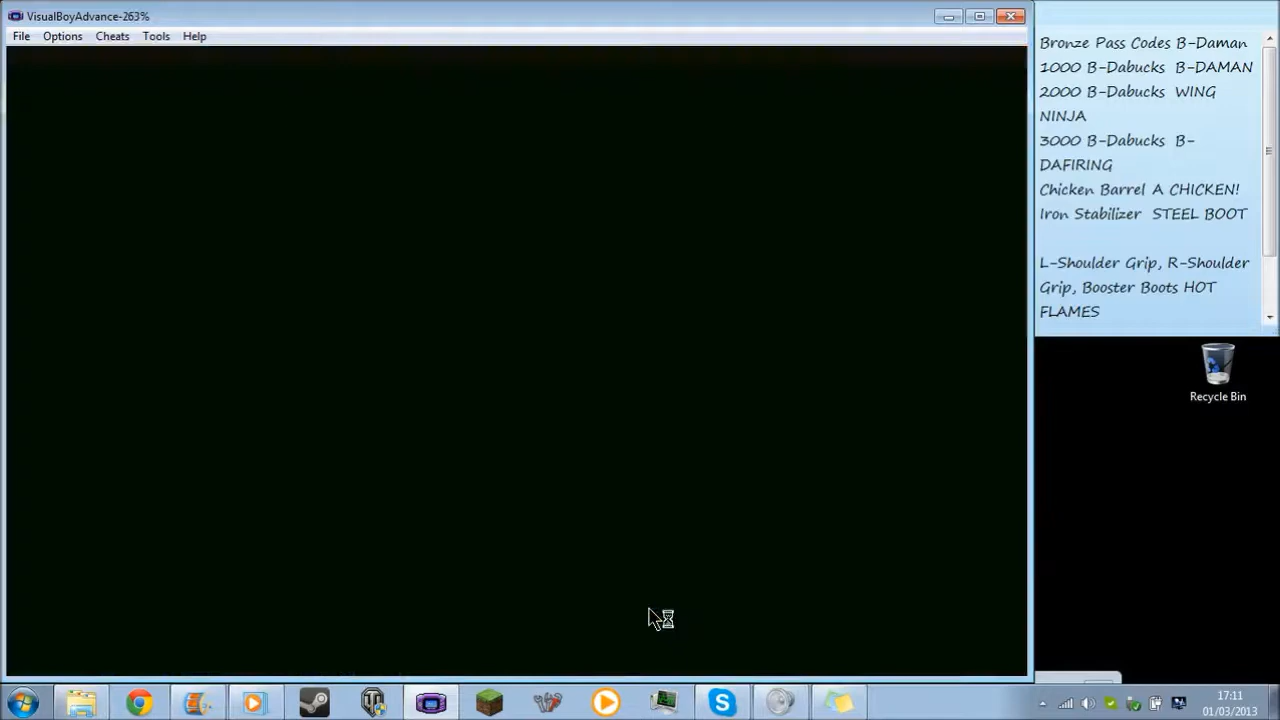 VisualBoyAdvance-263%
File Options Cheats Tools Help
Bronze Pass Codes B-Daman
1000 B-Dabucks B-DAMAN
2000 B-Dabucks WING
NINJA
3000 B-Dabucks B-
DAFIRING
Chicken Barrel A CHICKEN!
Iron Stabilizer STEEL BOOT
L-Shoulder Grip, R-Shoulder
Grip, Booster Boots HOT
FLAMES
Recycle Bin
17:11
01/03/2013